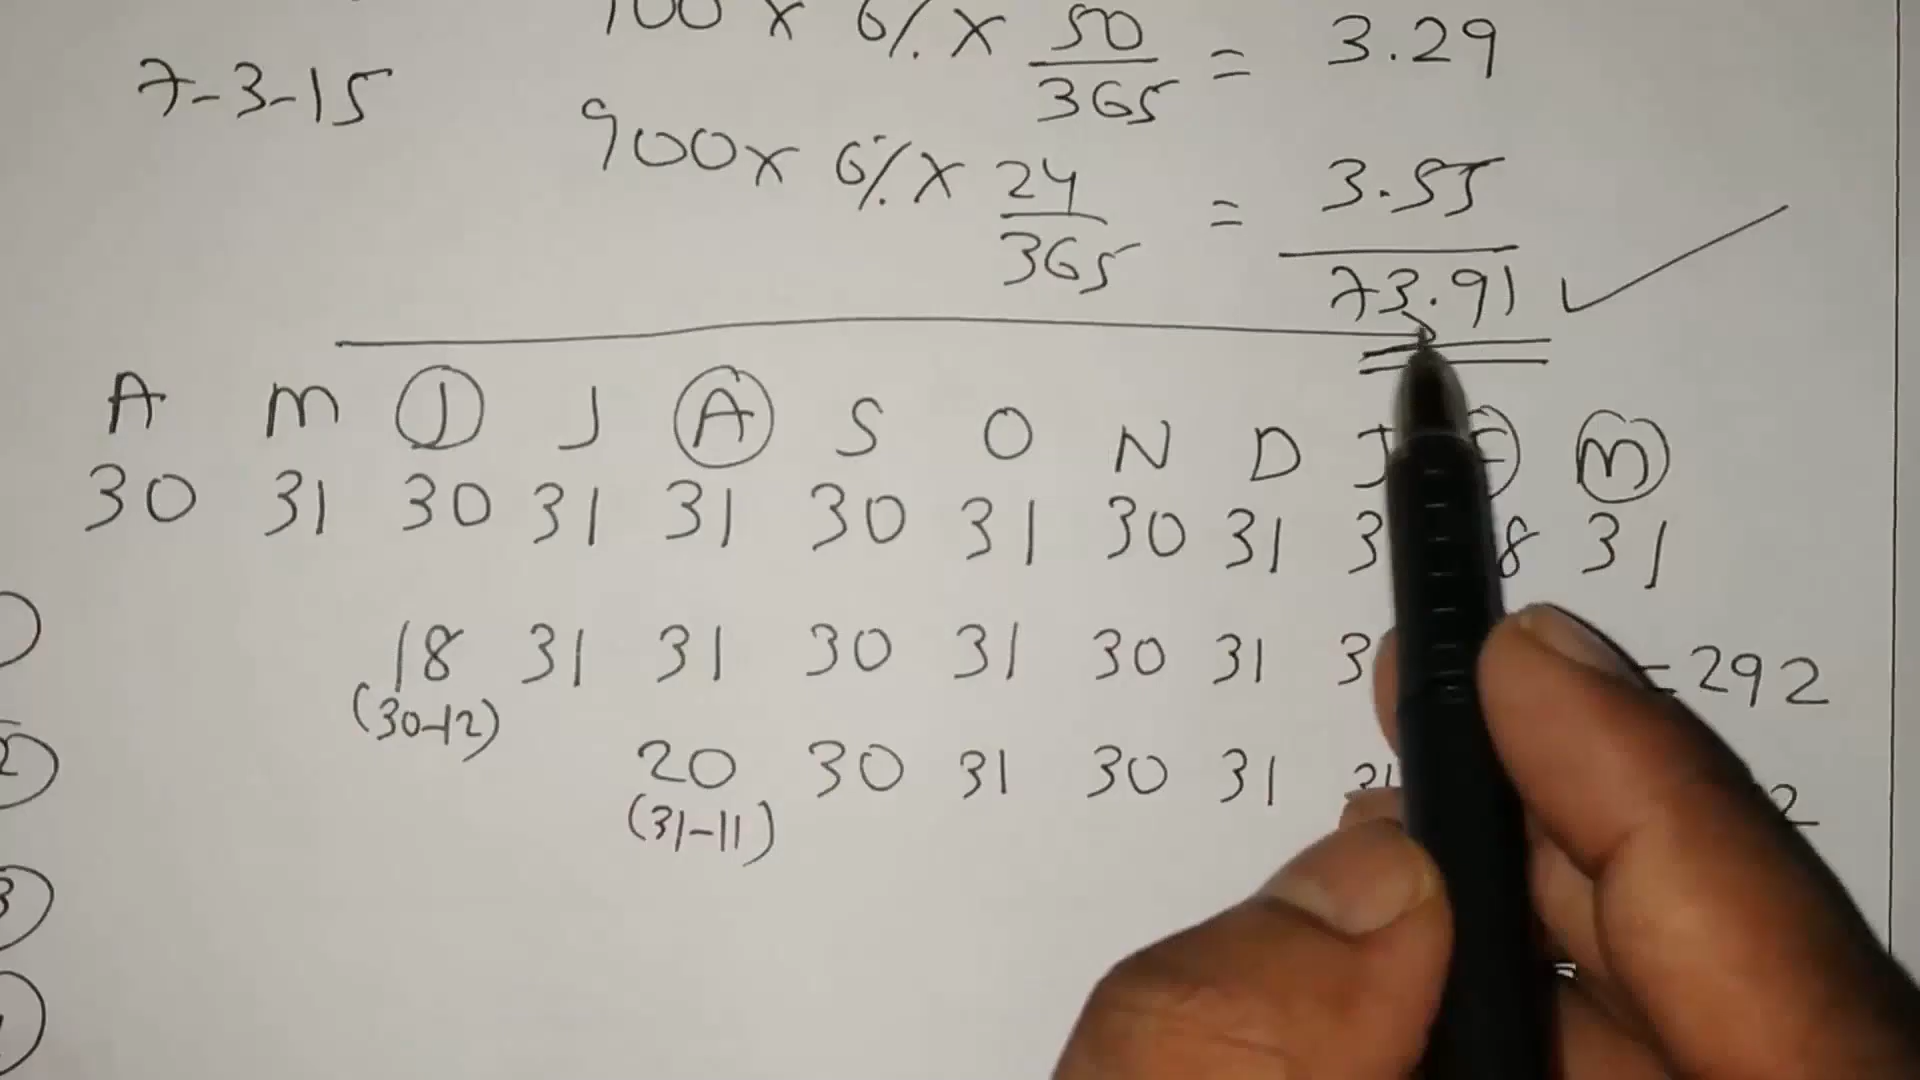 × 6% × 50/365 = 3.29
7-3-15
900 × 6% × 24/365 = 3.55
73.91
A M J J A S O N D J M
30 31 30 31 31 30 31 30 31 3 8 31
18 31 31 30 31 30 31 3 = 292
(30-12)
20 30 31 30 31 31 2
(31-11)